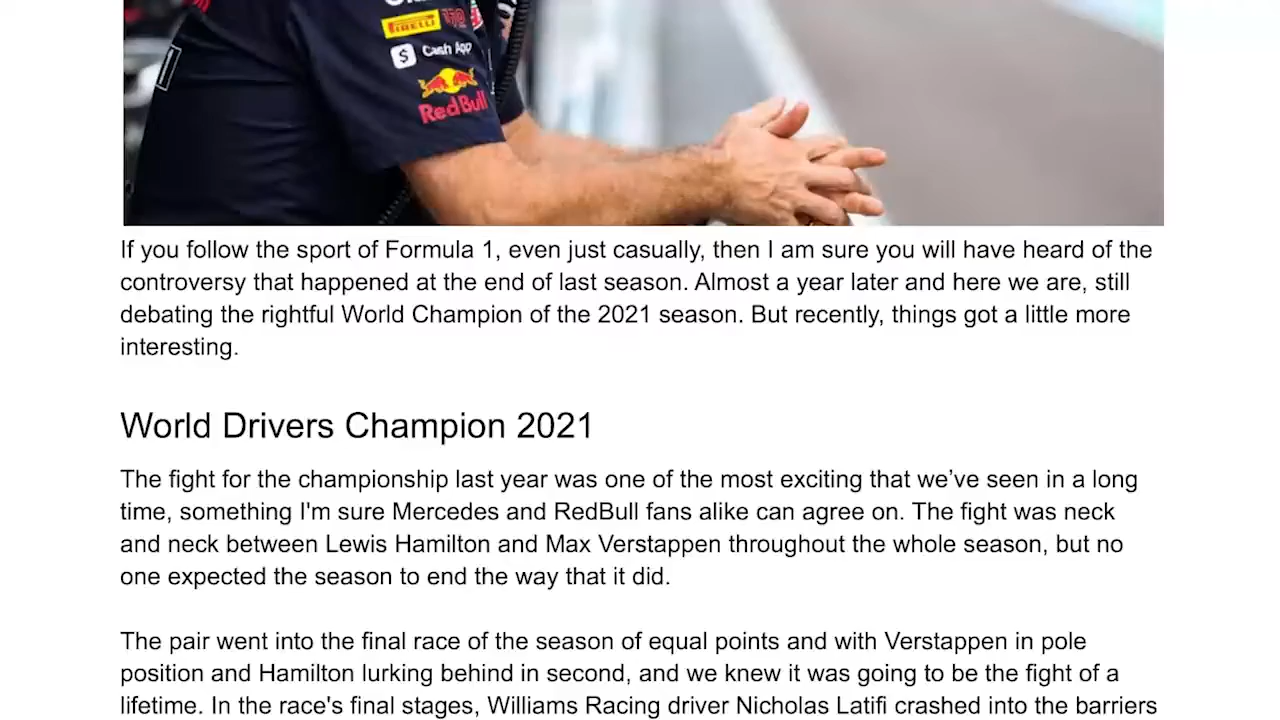 PIRELLI
Cash App
Red Bull
If you follow the sport of Formula 1, even just casually, then I am sure you will have heard of the
controversy that happened at the end of last season. Almost a year later and here we are, still
debating the rightful World Champion of the 2021 season. But recently, things got a little more
interesting.
World Drivers Champion 2021
The fight for the championship last year was one of the most exciting that we’ve seen in a long
time, something I'm sure Mercedes and RedBull fans alike can agree on. The fight was neck
and neck between Lewis Hamilton and Max Verstappen throughout the whole season, but no
one expected the season to end the way that it did.
The pair went into the final race of the season of equal points and with Verstappen in pole
position and Hamilton lurking behind in second, and we knew it was going to be the fight of a
lifetime. In the race's final stages, Williams Racing driver Nicholas Latifi crashed into the barriers